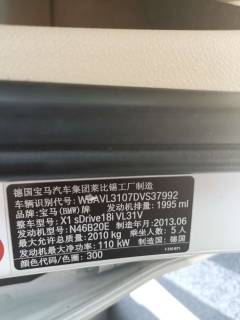 德国宝马汽车集团莱比锡工厂制造
车辆识别代号: WBAVL3107DVS37992
发动机排量: 1995 ml
品牌: 宝马(BMW)牌
整车型号: X1 sDrive18i VL31V
发动机型号: N46B20E 制造年月: 2013.06
最大允许总质量: 2010 kg 乘坐人数: 5 人
发动机最大净功率: 110 kW 制造国: 德国
颜色代码/色圈: 300